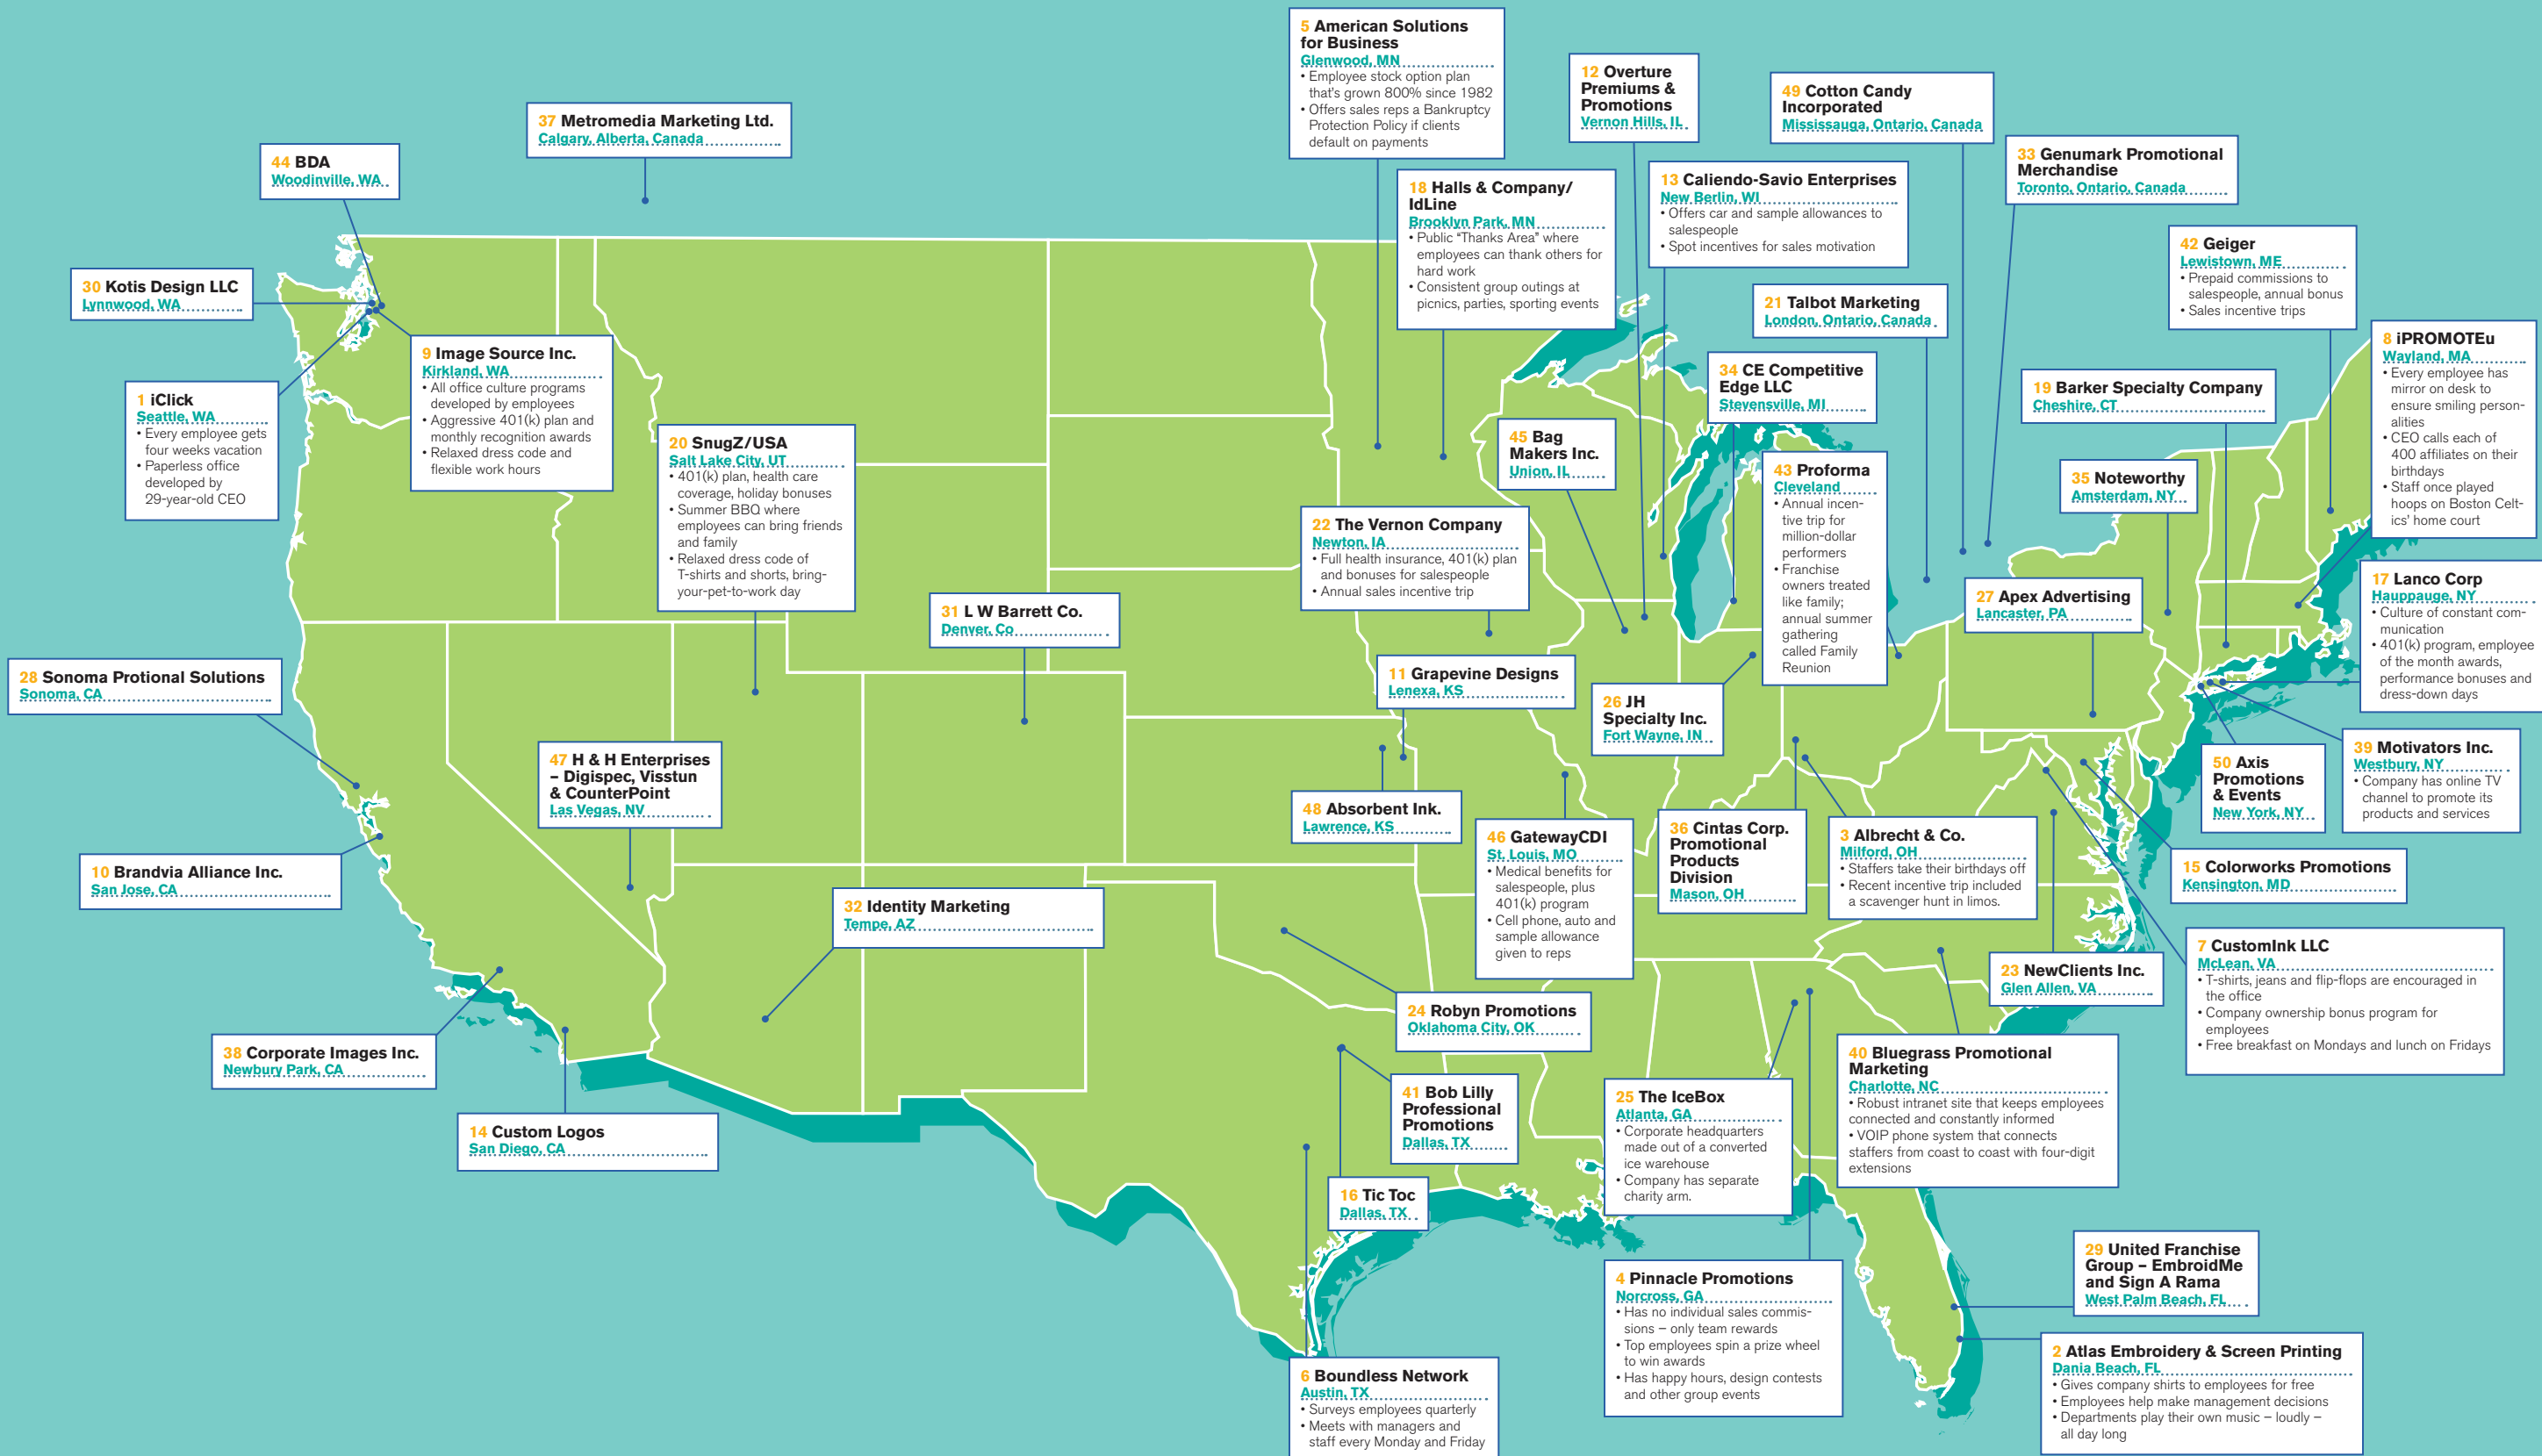 5 American Solutions
for Business
Glenwood, MN
• Employee stock option plan
that's grown 800% since 1982
• Offers sales reps a Bankruptcy
Protection Policy if clients
default on payments
12 Overture
Premiums &
Promotions
Vernon Hills, IL
49 Cotton Candy
Incorporated
Mississauga, Ontario, Canada
37 Metromedia Marketing Ltd.
Calgary, Alberta, Canada
33 Genumark Promotional
Merchandise
Toronto, Ontario, Canada
44 BDA
Woodinville, WA
18 Halls & Company/
IdLine
Brooklyn Park, MN
• Public “Thanks Area” where
employees can thank others for
hard work
• Consistent group outings at
picnics, parties, sporting events
13 Caliendo-Savio Enterprises
New Berlin, WI
• Offers car and sample allowances to
salespeople
• Spot incentives for sales motivation
42 Geiger
Lewistown, ME
• Prepaid commissions to
salespeople, annual bonus
• Sales incentive trips
30 Kotis Design LLC
Lynnwood, WA
21 Talbot Marketing
London, Ontario, Canada
8 iPROMOTEu
Wayland, MA
• Every employee has
mirror on desk to
ensure smiling person-
alities
• CEO calls each of
400 affiliates on their
birthdays
• Staff once played
hoops on Boston Celt-
ics' home court
9 Image Source Inc.
Kirkland, WA
• All office culture programs
developed by employees
• Aggressive 401(k) plan and
monthly recognition awards
• Relaxed dress code and
flexible work hours
34 CE Competitive
Edge LLC
Stevensville, MI
19 Barker Specialty Company
Cheshire, CT
1 iClick
Seattle, WA
• Every employee gets
four weeks vacation
• Paperless office
developed by
29-year-old CEO
20 SnugZ/USA
Salt Lake City, UT
• 401(k) plan, health care
coverage, holiday bonuses
• Summer BBQ where
employees can bring friends
and family
• Relaxed dress code of
T-shirts and shorts, bring-
your-pet-to-work day
45 Bag
Makers Inc.
Union, IL
43 Proforma
Cleveland
• Annual incen-
tive trip for
million-dollar
performers
• Franchise
owners treated
like family;
annual summer
gathering
called Family
Reunion
35 Noteworthy
Amsterdam, NY
22 The Vernon Company
Newton, IA
• Full health insurance, 401(k) plan
and bonuses for salespeople
• Annual sales incentive trip
17 Lanco Corp
Hauppauge, NY
• Culture of constant com-
munication
• 401(k) program, employee
of the month awards,
performance bonuses and
dress-down days
27 Apex Advertising
Lancaster, PA
31 L W Barrett Co.
Denver, Co
28 Sonoma Protional Solutions
Sonoma, CA
11 Grapevine Designs
Lenexa, KS
26 JH
Specialty Inc.
Fort Wayne, IN
47 H & H Enterprises
– Digispec, Visstun
& CounterPoint
Las Vegas, NV
50 Axis
Promotions
& Events
New York, NY
39 Motivators Inc.
Westbury, NY
• Company has online TV
channel to promote its
products and services
48 Absorbent Ink.
Lawrence, KS
46 GatewayCDI
St. Louis, MO
• Medical benefits for
salespeople, plus
401(k) program
• Cell phone, auto and
sample allowance
given to reps
36 Cintas Corp.
Promotional
Products
Division
Mason, OH
3 Albrecht & Co.
Milford, OH
• Staffers take their birthdays off
• Recent incentive trip included
a scavenger hunt in limos.
15 Colorworks Promotions
Kensington, MD
10 Brandvia Alliance Inc.
San Jose, CA
32 Identity Marketing
Tempe, AZ
7 CustomInk LLC
McLean, VA
• T-shirts, jeans and flip-flops are encouraged in
the office
• Company ownership bonus program for
employees
• Free breakfast on Mondays and lunch on Fridays
23 NewClients Inc.
Glen Allen, VA
24 Robyn Promotions
Oklahoma City, OK
38 Corporate Images Inc.
Newbury Park, CA
40 Bluegrass Promotional
Marketing
Charlotte, NC
• Robust intranet site that keeps employees
connected and constantly informed
• VOIP phone system that connects
staffers from coast to coast with four-digit
extensions
41 Bob Lilly
Professional
Promotions
Dallas, TX
25 The IceBox
Atlanta, GA
• Corporate headquarters
made out of a converted
ice warehouse
• Company has separate
charity arm.
14 Custom Logos
San Diego, CA
16 Tic Toc
Dallas, TX
29 United Franchise
Group – EmbroidMe
and Sign A Rama
West Palm Beach, FL
4 Pinnacle Promotions
Norcross, GA
• Has no individual sales commis-
sions – only team rewards
• Top employees spin a prize wheel
to win awards
• Has happy hours, design contests
and other group events
2 Atlas Embroidery & Screen Printing
Dania Beach, FL
• Gives company shirts to employees for free
• Employees help make management decisions
• Departments play their own music – loudly –
all day long
6 Boundless Network
Austin, TX
• Surveys employees quarterly
• Meets with managers and
staff every Monday and Friday